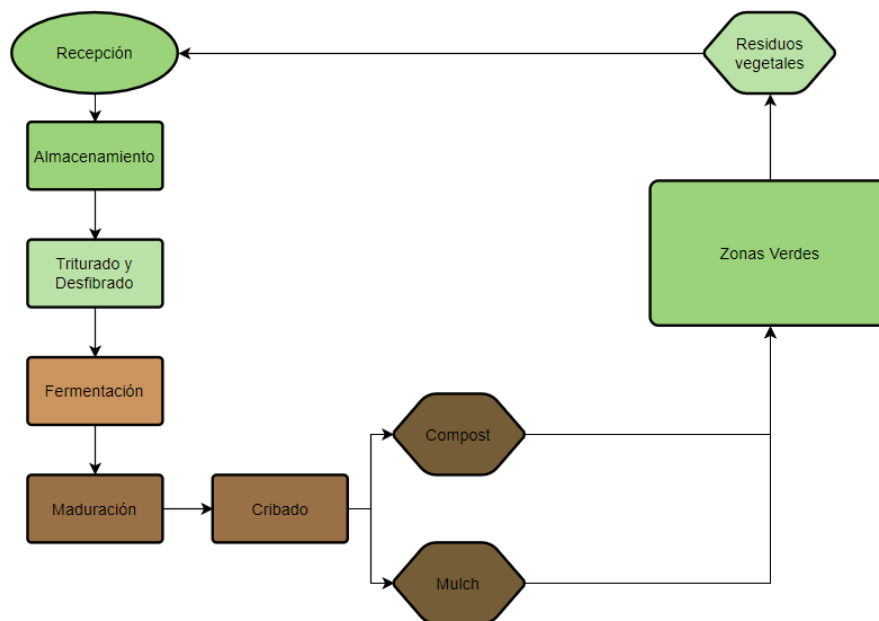 Recepción
Residuos
vegetales
Almacenamiento
Triturado y
Desfibrado
Zonas Verdes
Fermentación
Compost
Maduración
Cribado
Mulch